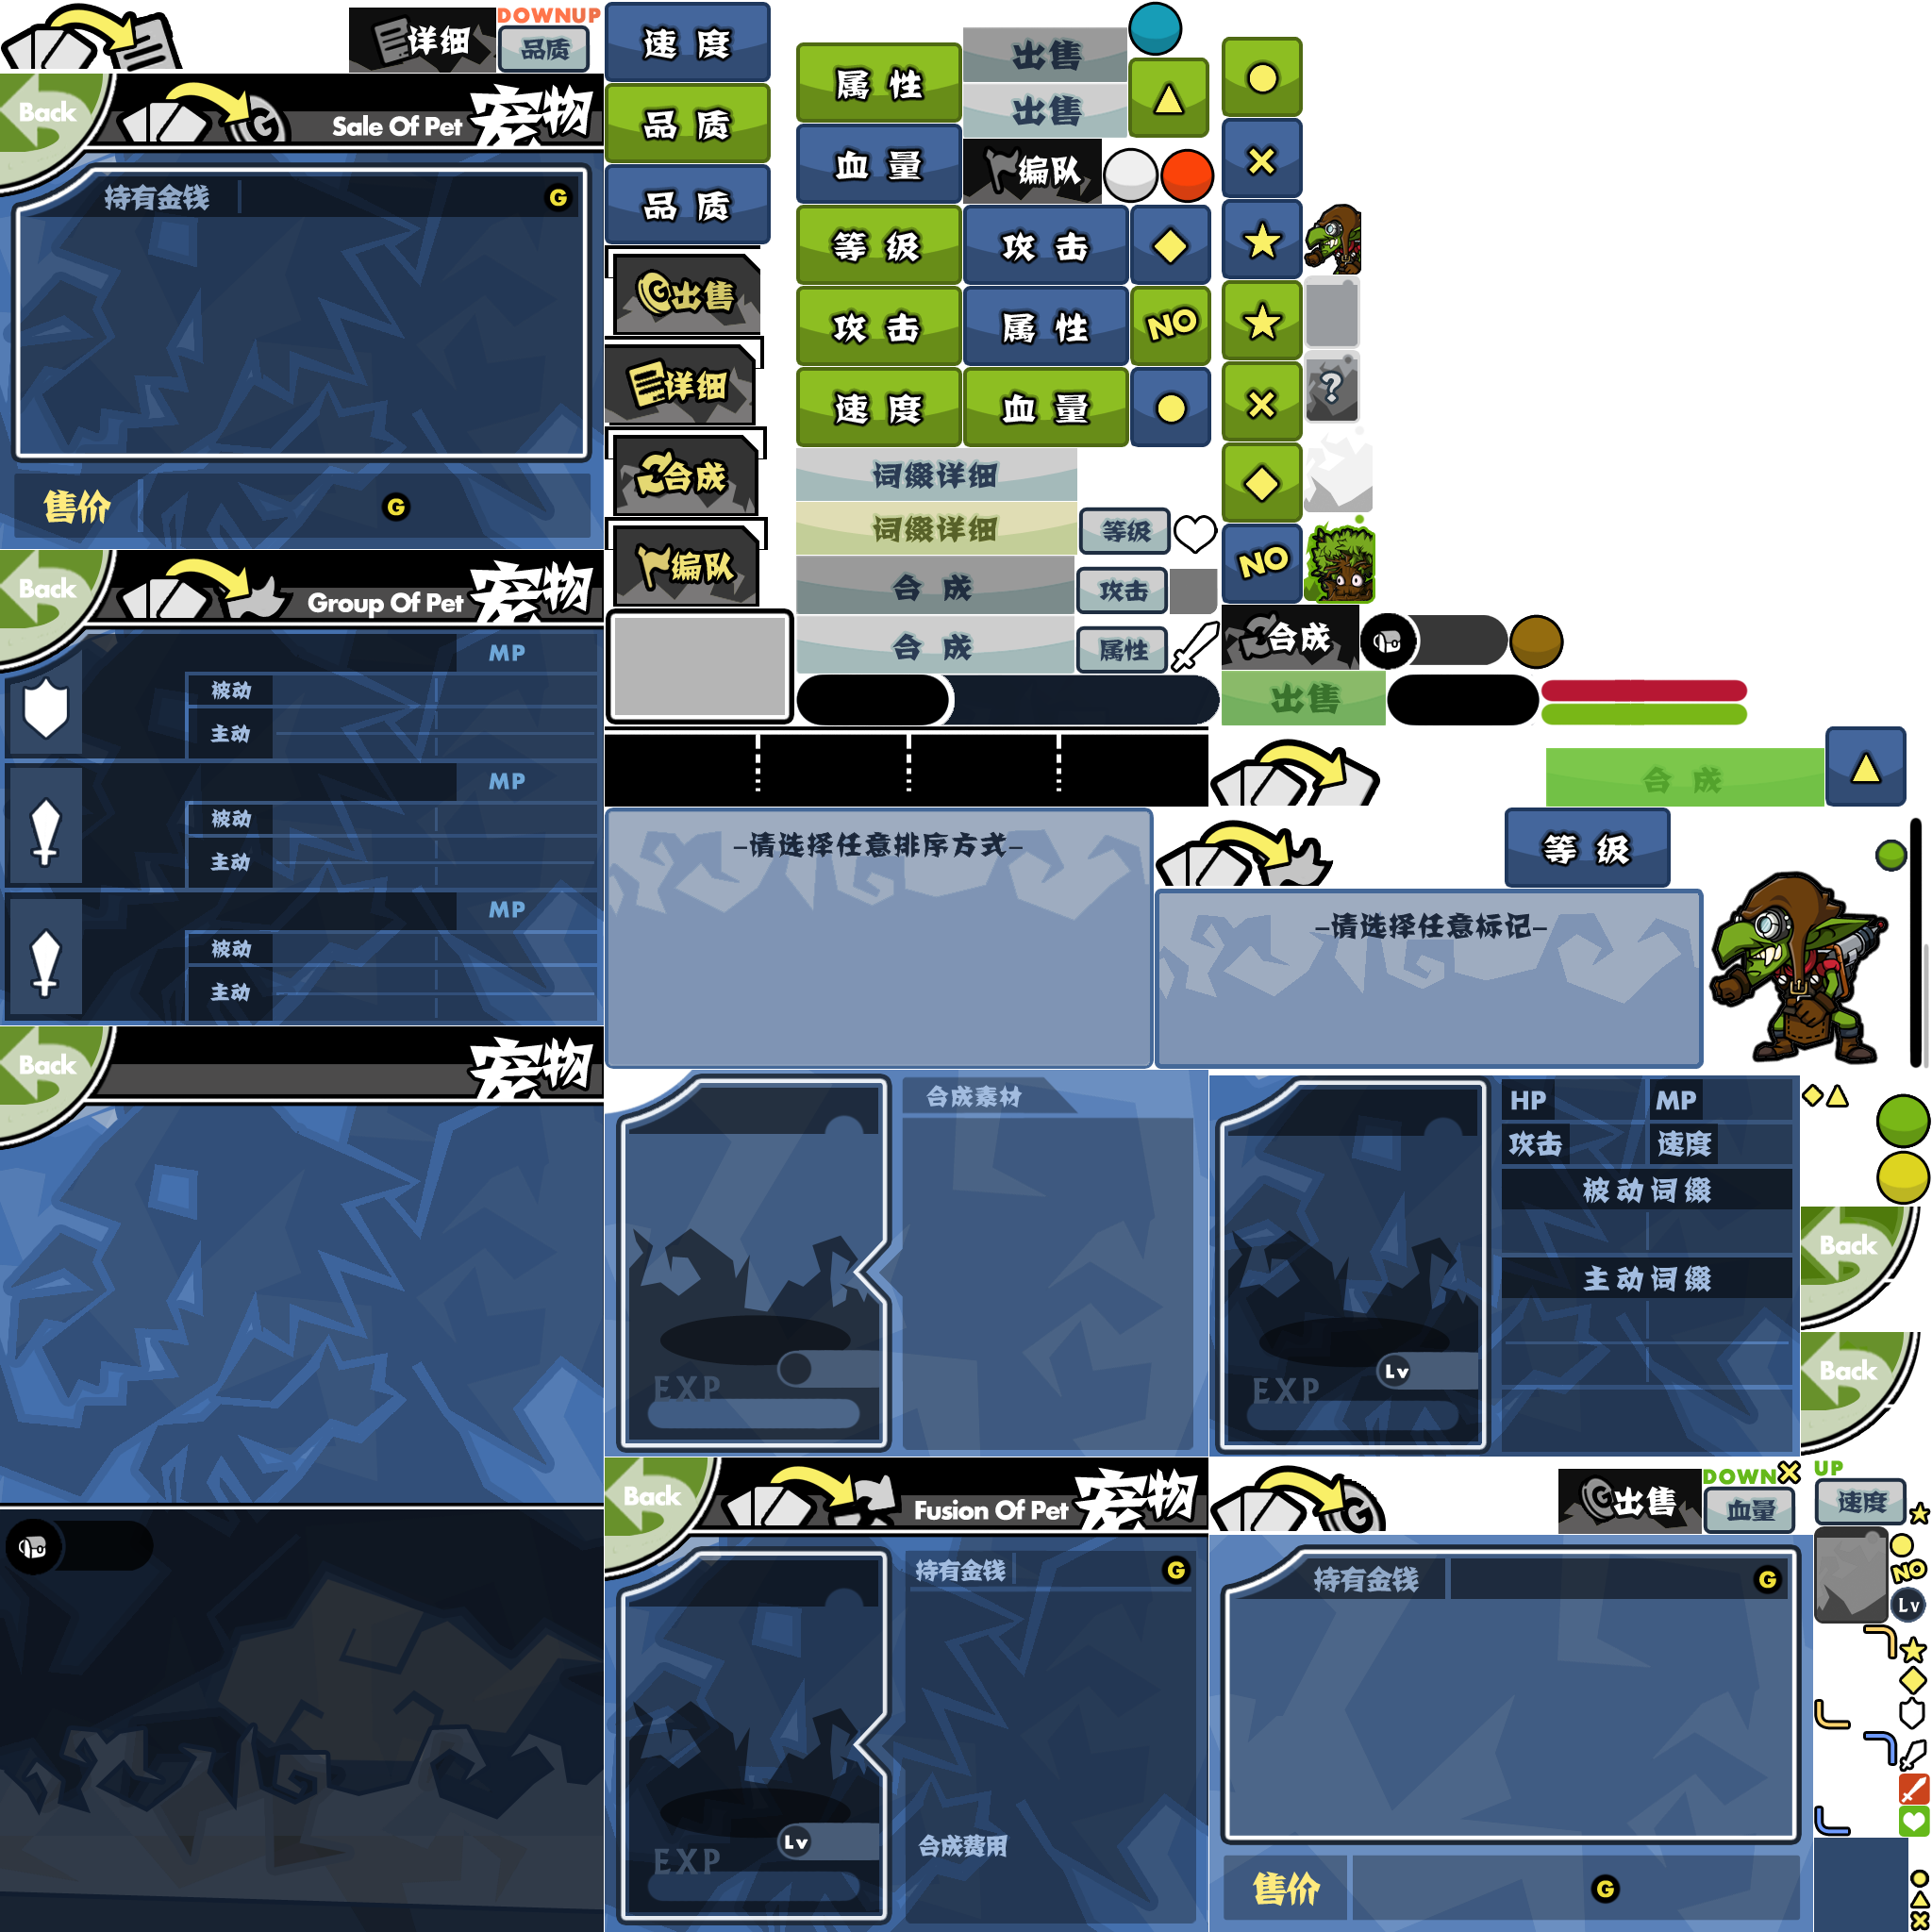 详细
DOWNUP
品质
速度
属性
出售
出售
Back
Sale Of Pet
宠物
品质
血量
编队
持有金钱
G
品质
等级
攻击
G出售
攻击
属性
NO
详细
速度
血量
合成
词缀详细
售价
G
词缀详细
等级
编队
NO
Back
Group Of Pet
宠物
合成
攻击
MP
被动
主动
合成
属性
合成
出售
MP
被动
主动
合成
-请选择任意排序方式-
等级
MP
被动
主动
-请选择任意标记-
Back
宠物
合成素材
HP
MP
攻击
速度
被动词缀
主动词缀
Back
Lv
EXP
EXP
Back
Back
Fusion Of Pet
宠物
G出售
DOWN
UP
血量
速度
持有金钱
G
持有金钱
G
NO
Lv
Lv
EXP
合成费用
售价
G